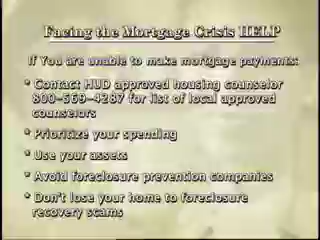 Facing the Mortgage Crisis HELP
If You are unable to make mortgage payments:
* Contact HUD approved housing counselor
800-569-4287 for list of local approved
counselors
* Prioritize your spending
* Use your assets
* Avoid foreclosure prevention companies
* Don't lose your home to foreclosure
recovery scams